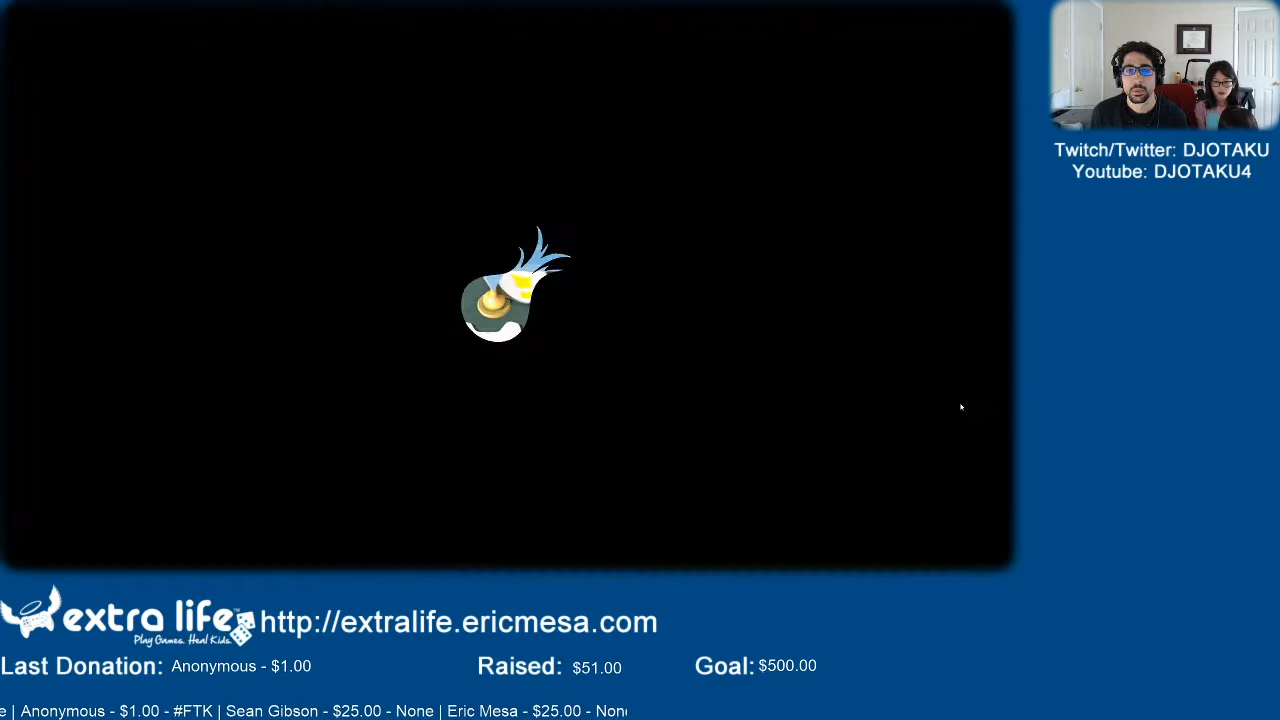 Twitch/Twitter: DJOTAKU
Youtube: DJOTAKU4
extra life™
Play Games. Heal Kids.
http://extralife.ericmesa.com
Last Donation: Anonymous - $1.00
Raised: $51.00
Goal: $500.00
e | Anonymous - $1.00 - #FTK | Sean Gibson - $25.00 - None | Eric Mesa - $25.00 - Non